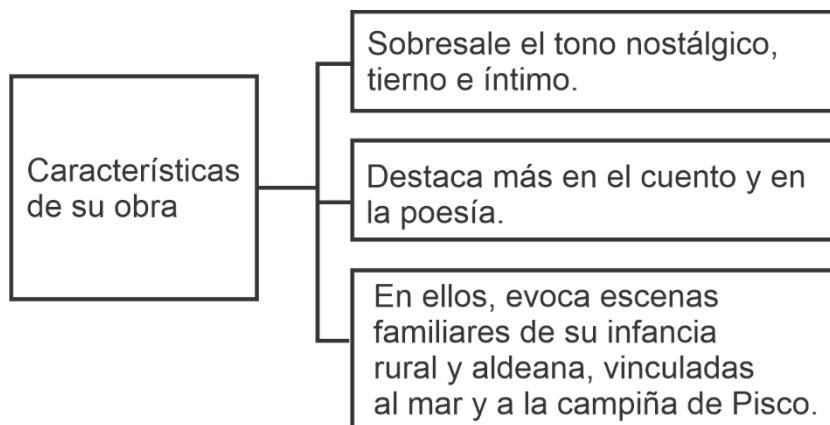 Características
de su obra
Sobresale el tono nostálgico,
tierno e íntimo.
Destaca más en el cuento y en
la poesía.
En ellos, evoca escenas
familiares de su infancia
rural y aldeana, vinculadas
al mar y a la campiña de Pisco.